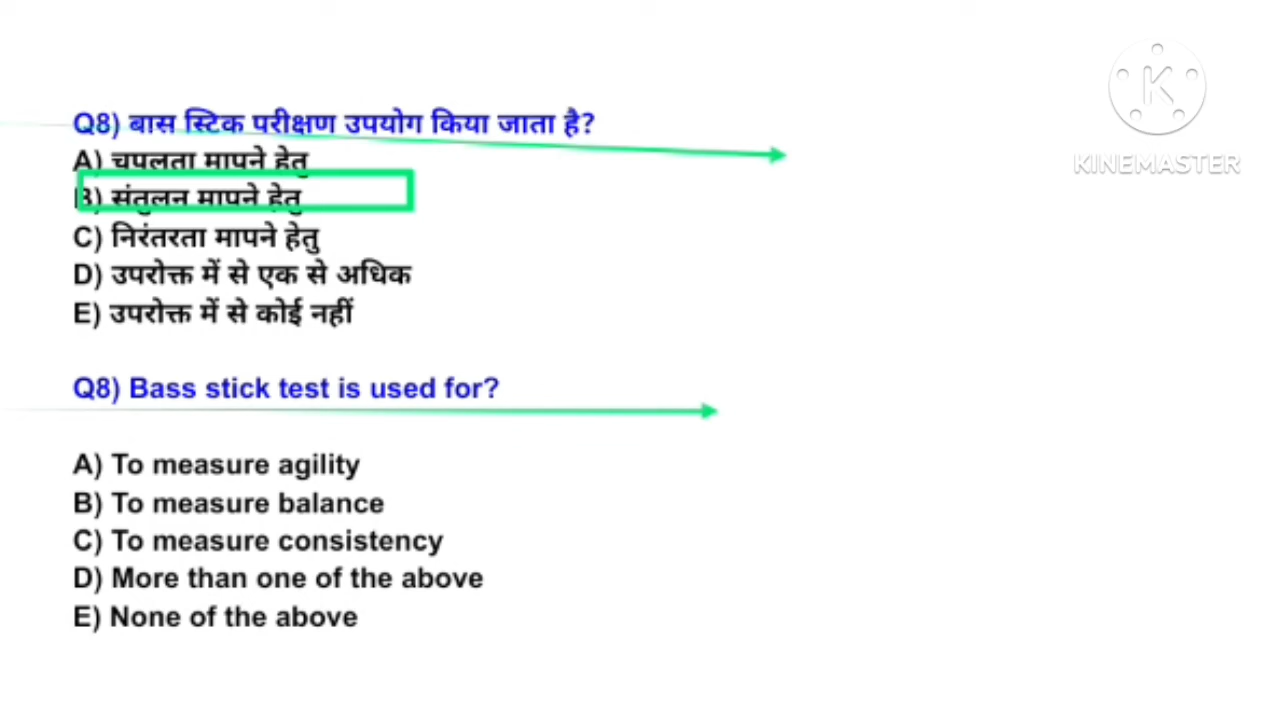 Q8) बास स्टिक परीक्षण उपयोग किया जाता है?
A) चपलता मापने हेतु
B) संतुलन मापने हेतु
C) निरंतरता मापने हेतु
D) उपरोक्त में से एक से अधिक
E) उपरोक्त में से कोई नहीं
Q8) Bass stick test is used for?
A) To measure agility
B) To measure balance
C) To measure consistency
D) More than one of the above
E) None of the above
K
KINEMASTER